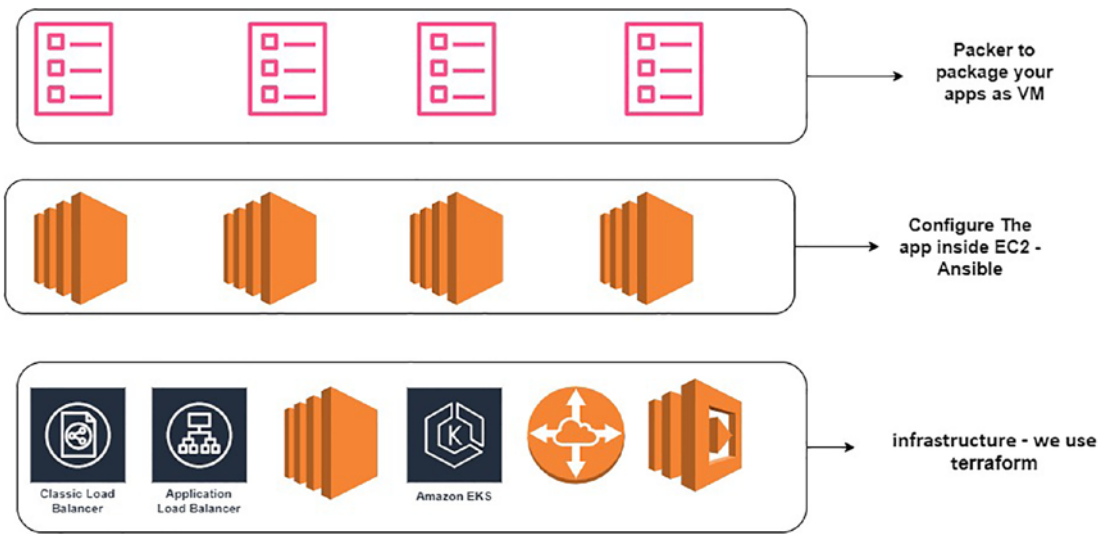 Packer to
package your
apps as VM
Configure The
app inside EC2 -
Ansible
Classic Load
Balancer
Application
Load Balancer
K
Amazon EKS
infrastructure - we use
terraform